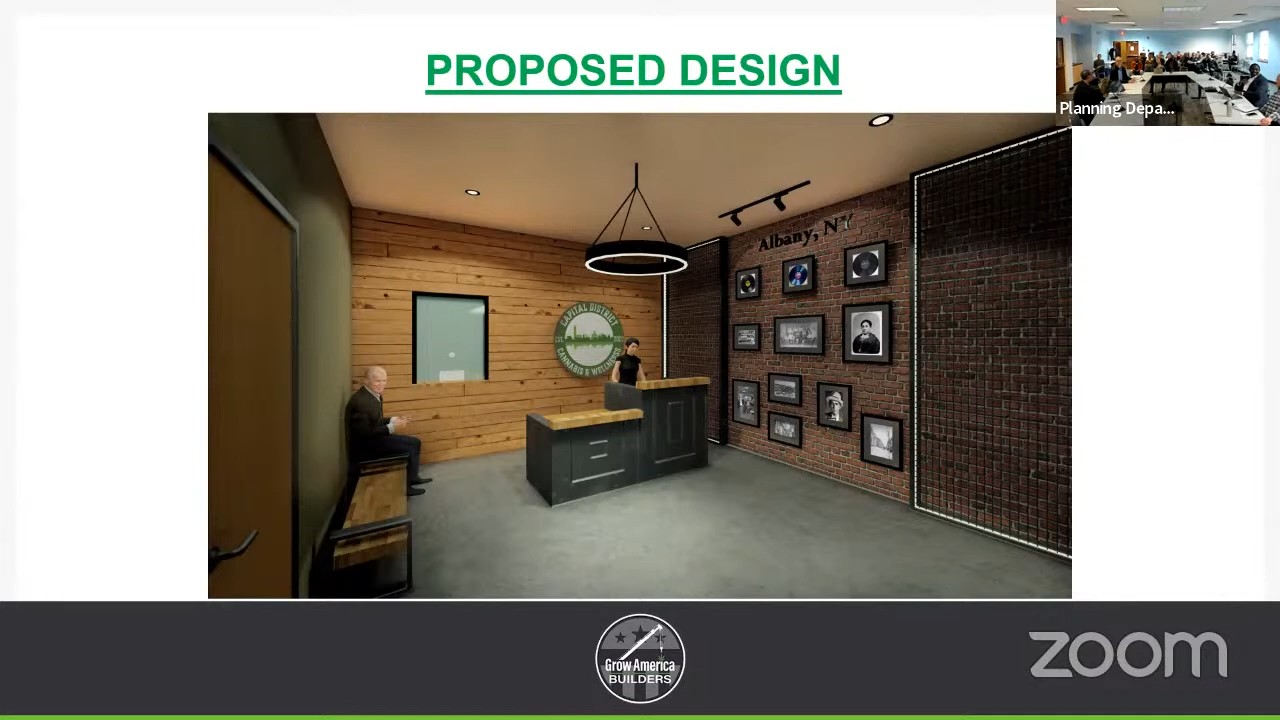 PROPOSED DESIGN
Planning Depa...
Albany, NY
CAPITAL DISTRICT
CANNABIS & WELLNESS
Grow America
BUILDERS
zoom